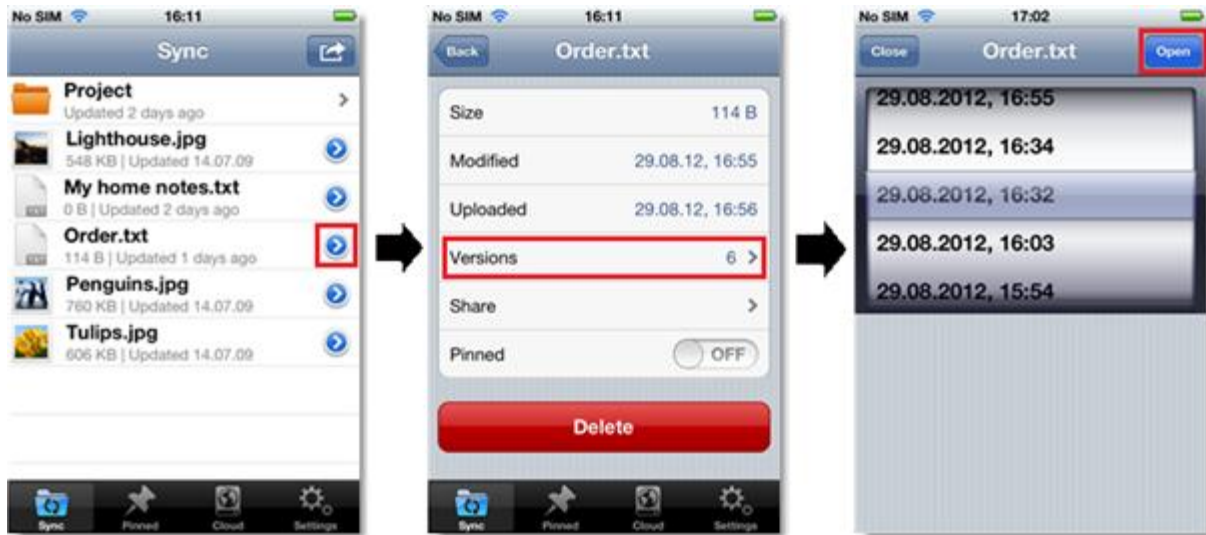 No SIM 16:11
Sync
Project
Updated 2 days ago
Lighthouse.jpg
548 KB | Updated 14.07.09
My home notes.txt
0 B | Updated 2 days ago
Order.txt
114 B | Updated 1 days ago
Penguins.jpg
760 KB | Updated 14.07.09
Tulips.jpg
606 KB | Updated 14.07.09
Sync Pinned Cloud Settings
No SIM 16:11
Back Order.txt
Size 114 B
Modified 29.08.12, 16:55
Uploaded 29.08.12, 16:56
Versions 6
Share
Pinned OFF
Delete
Sync Pinned Cloud Settings
No SIM 17:02
Close Order.txt Open
29.08.2012, 16:55
29.08.2012, 16:34
29.08.2012, 16:32
29.08.2012, 16:03
29.08.2012, 15:54